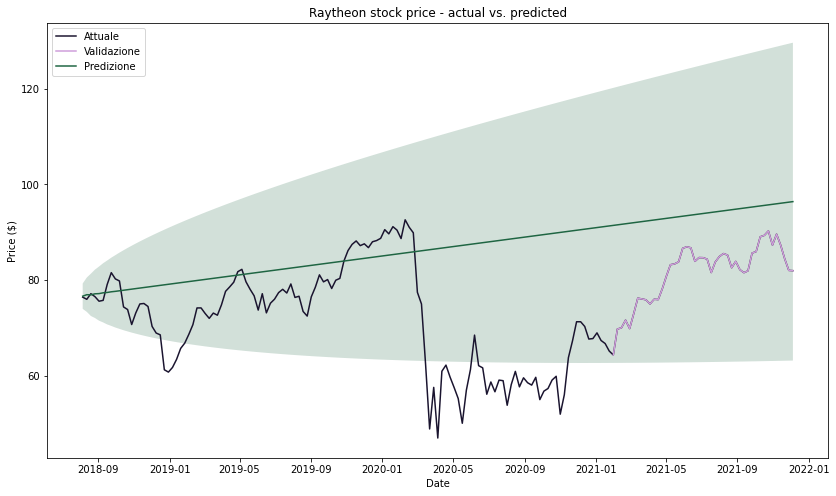 Raytheon stock price - actual vs. predicted
Attuale
Validazione
Predizione
Price ($)
120
100
80
60
2018-09 2019-01 2019-05 2019-09 2020-01 2020-05 2020-09 2021-01 2021-05 2021-09 2022-01
Date